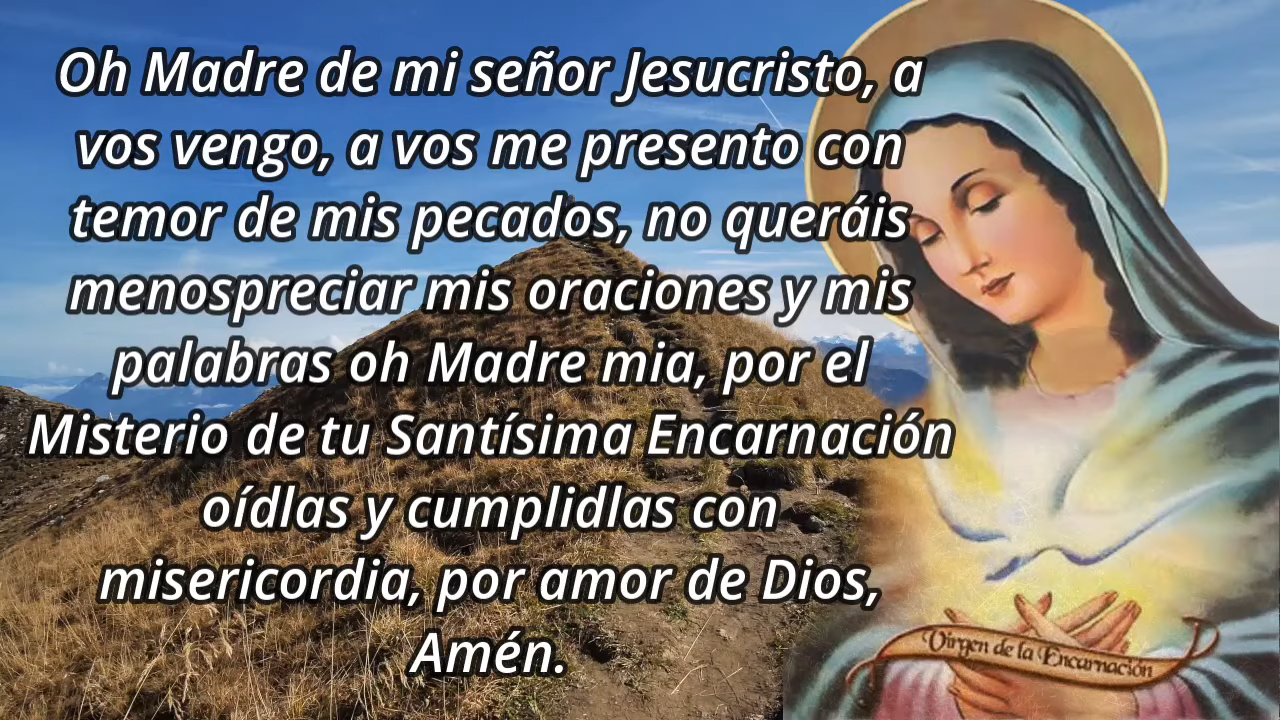 Oh Madre de mi señor Jesucristo, a
vos vengo, a vos me presento con
temor de mis pecados, no queráis
menospreciar mis oraciones y mis
palabras oh Madre mia, por el
Misterio de tu Santísima Encarnación
oídlas y cumplidlas con
misericordia, por amor de Dios,
Amén.
Virgen de la Encarnación